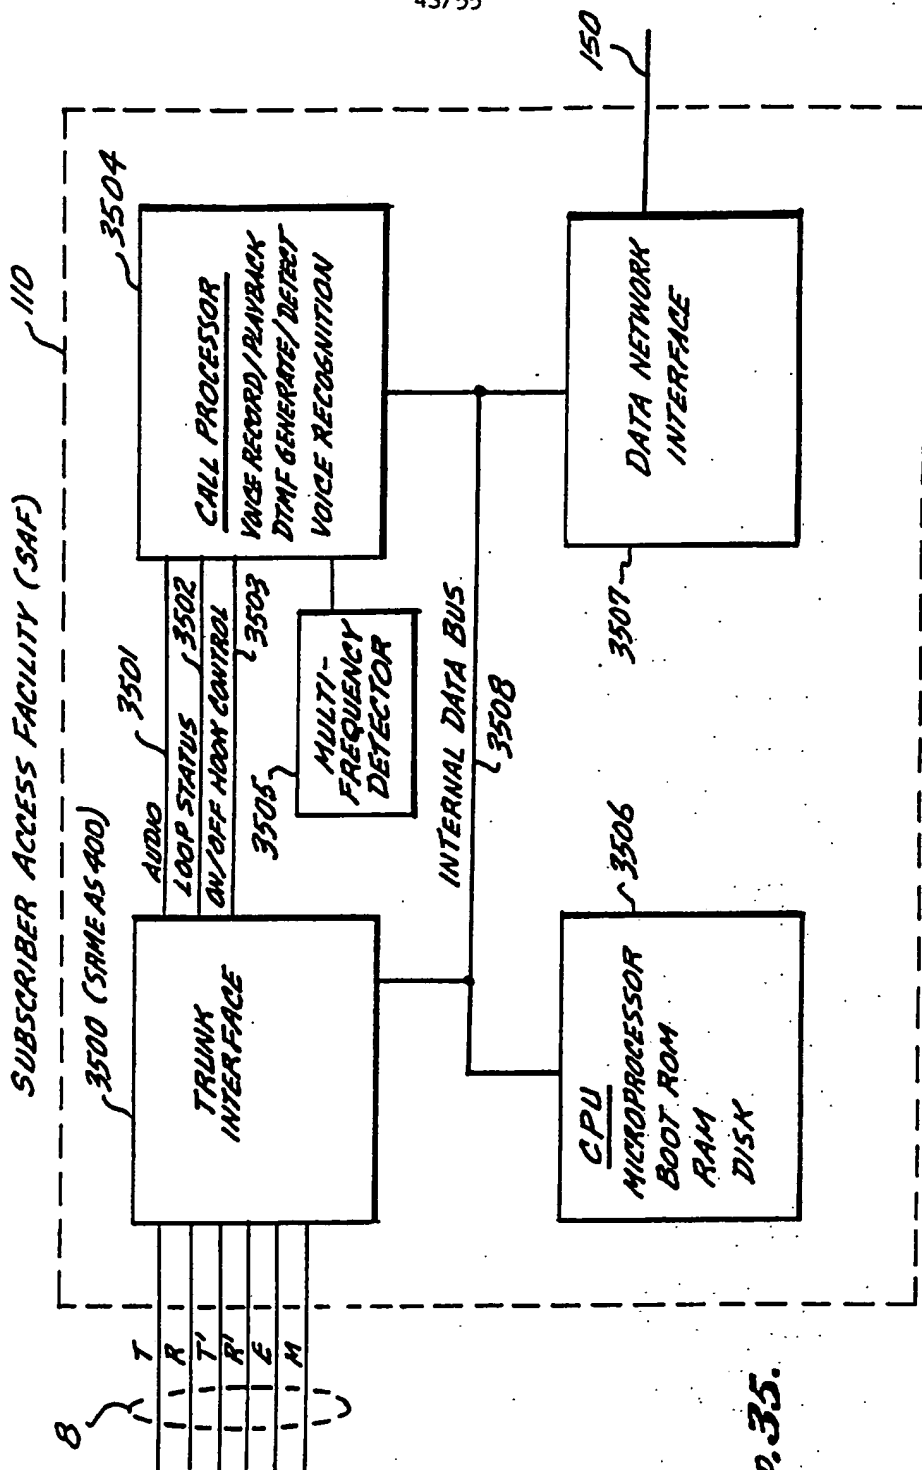 43/55
SUBSCRIBER ACCESS FACILITY (SAF)
110
3500 (SAME AS 400)
3504
8
T
R
T'
R'
E
M
TRUNK
INTERFACE
AUDIO
3501
LOOP STATUS
3502
ON/OFF HOOK CONTROL
3503
CALL PROCESSOR
VOICE RECORD/PLAYBACK
DTMF GENERATE/DETECT
VOICE RECOGNITION
3505
MULTI-
FREQUENCY
DETECTOR
INTERNAL DATA BUS
3508
CPU
MICROPROCESSOR
BOOT ROM
RAM
DISK
3506
3507
DATA NETWORK
INTERFACE
150
.35.